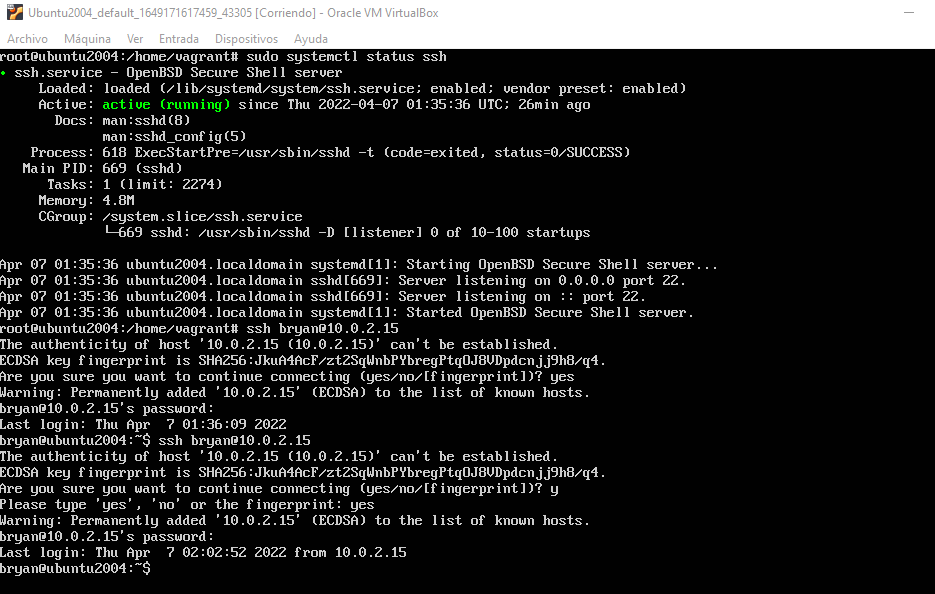 Ubuntu2004_default_1649171617459_43305 [Corriendo] - Oracle VM VirtualBox
Archivo Máquina Ver Entrada Dispositivos Ayuda
root@ubuntu2004:/home/vagrant# sudo systemctl status ssh
● ssh.service - OpenBSD Secure Shell server
Loaded: loaded (/lib/systemd/system/ssh.service; enabled; vendor preset: enabled)
Active: active (running) since Thu 2022-04-07 01:35:36 UTC; 26min ago
Docs: man:sshd(8)
man:sshd_config(5)
Process: 618 ExecStartPre=/usr/sbin/sshd -t (code=exited, status=0/SUCCESS)
Main PID: 669 (sshd)
Tasks: 1 (limit: 2274)
Memory: 4.8M
CGroup: /system.slice/ssh.service
└─669 sshd: /usr/sbin/sshd -D [listener] 0 of 10-100 startups
Apr 07 01:35:36 ubuntu2004.localdomain systemd[1]: Starting OpenBSD Secure Shell server...
Apr 07 01:35:36 ubuntu2004.localdomain sshd[669]: Server listening on 0.0.0.0 port 22.
Apr 07 01:35:36 ubuntu2004.localdomain sshd[669]: Server listening on :: port 22.
Apr 07 01:35:36 ubuntu2004.localdomain systemd[1]: Started OpenBSD Secure Shell server.
root@ubuntu2004:/home/vagrant# ssh bryan@10.0.2.15
The authenticity of host '10.0.2.15 (10.0.2.15)' can't be established.
ECDSA key fingerprint is SHA256:JkuA4AcF/zt2SqWnbPYbregPtqOJ8VDpdcnjj9h8/q4.
Are you sure you want to continue connecting (yes/no/[fingerprint])? yes
Warning: Permanently added '10.0.2.15' (ECDSA) to the list of known hosts.
bryan@10.0.2.15's password:
Last login: Thu Apr  7 01:36:09 2022
bryan@ubuntu2004:~$ ssh bryan@10.0.2.15
The authenticity of host '10.0.2.15 (10.0.2.15)' can't be established.
ECDSA key fingerprint is SHA256:JkuA4AcF/zt2SqWnbPYbregPtqOJ8VDpdcnjj9h8/q4.
Are you sure you want to continue connecting (yes/no/[fingerprint])? y
Please type 'yes', 'no' or the fingerprint: yes
Warning: Permanently added '10.0.2.15' (ECDSA) to the list of known hosts.
bryan@10.0.2.15's password:
Last login: Thu Apr  7 02:02:52 2022 from 10.0.2.15
bryan@ubuntu2004:~$